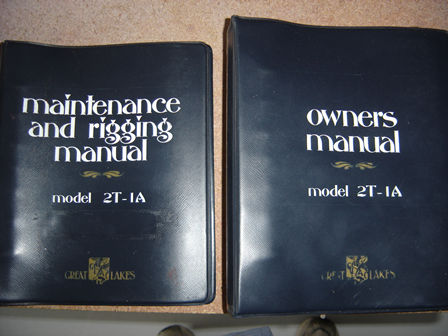 maintenance
and rigging
manual
model 2T-1A
GREAT LAKES
owners
manual
model 2T-1A
GREAT LAKES